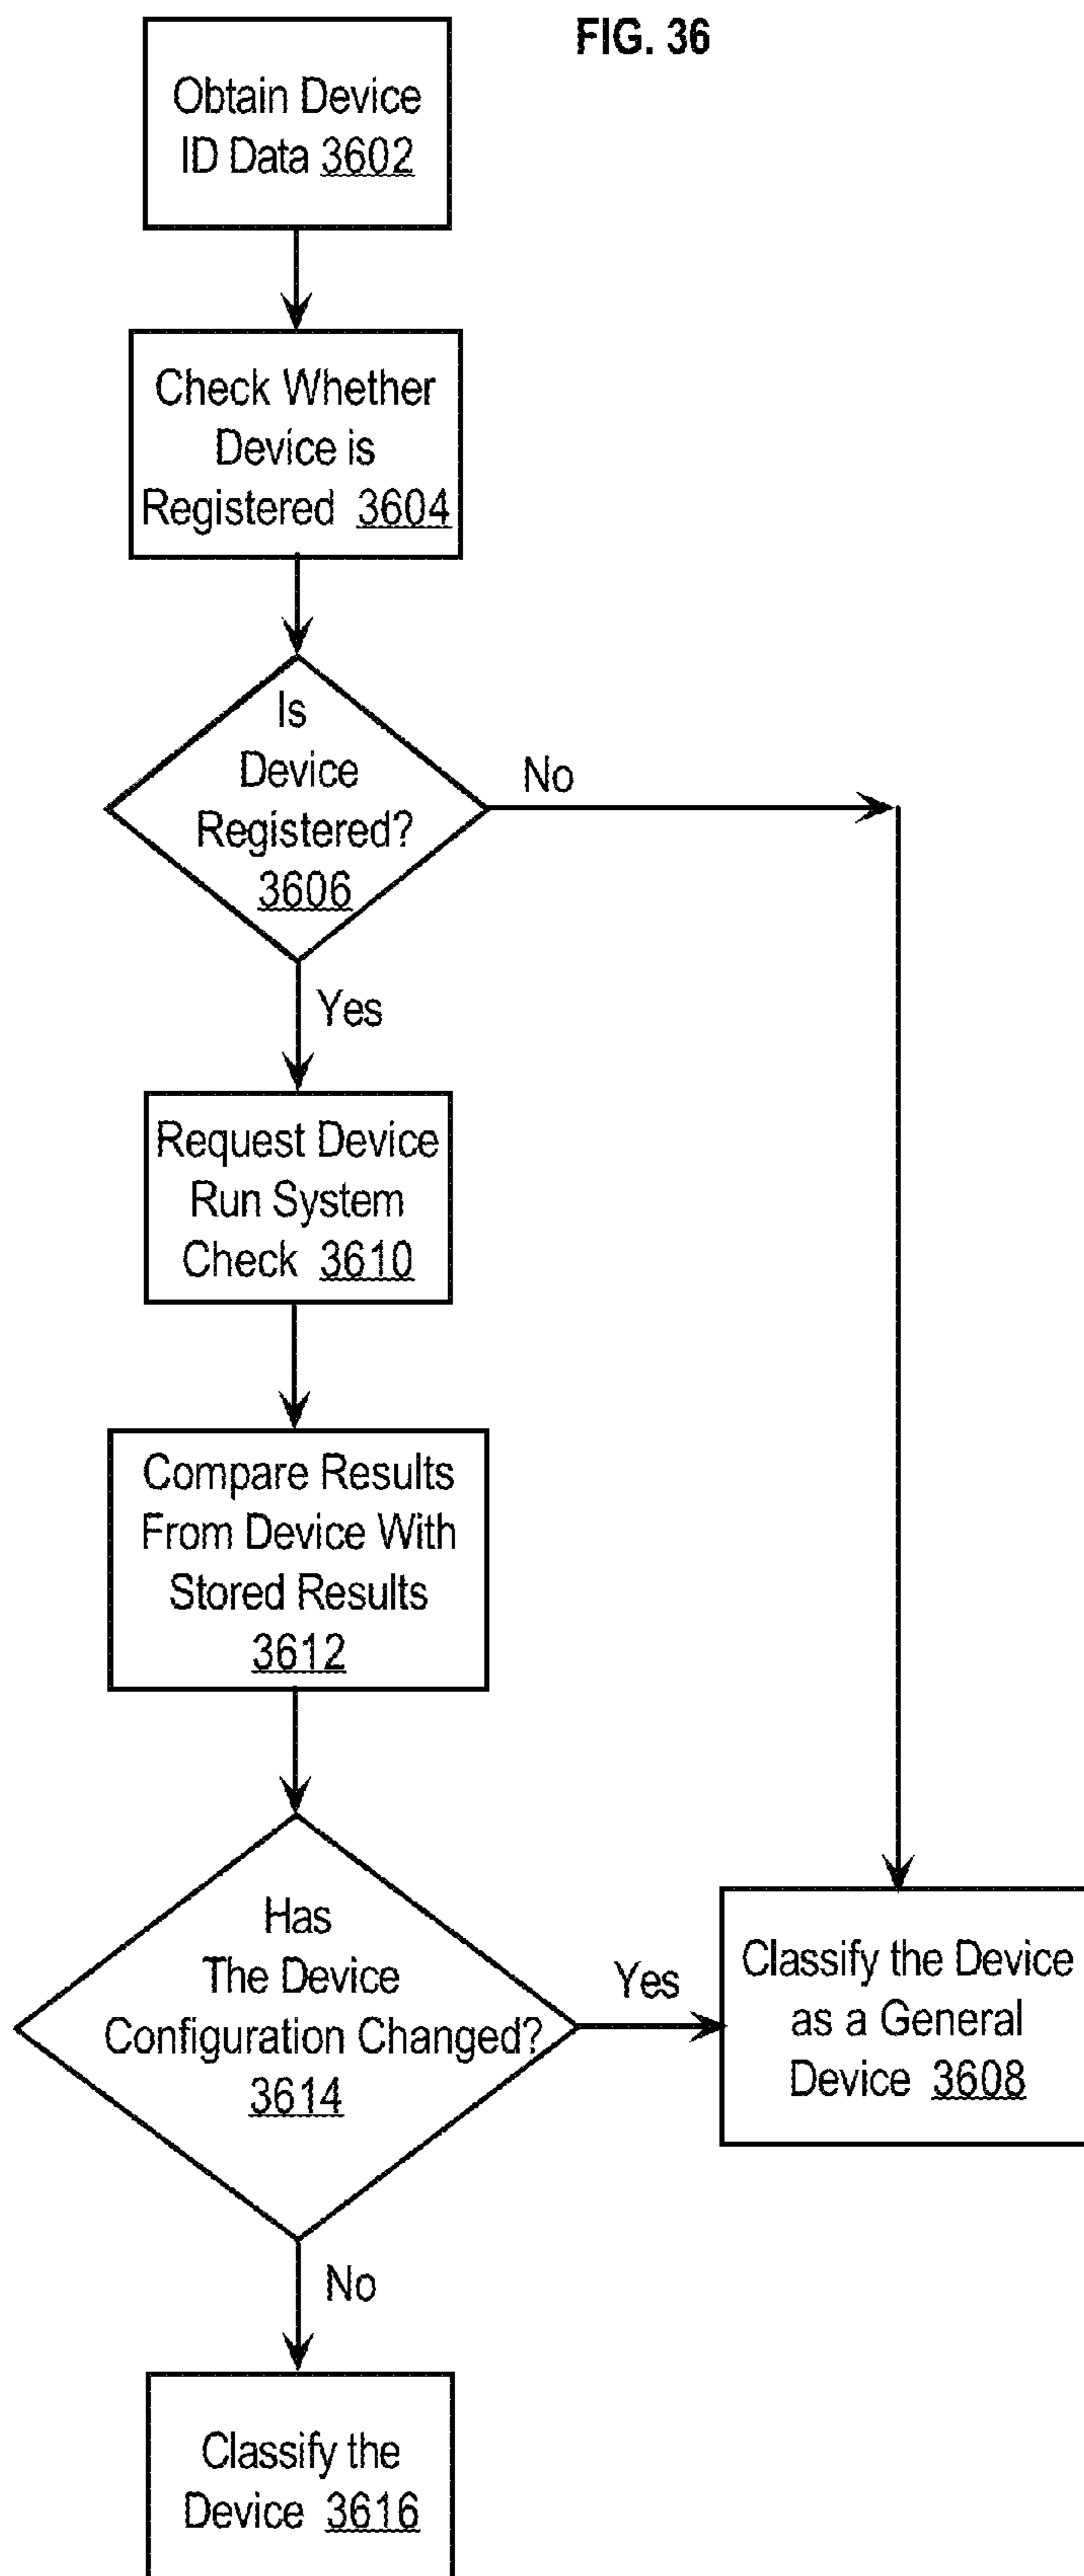 FIG. 36
Obtain Device
ID Data 3602
Check Whether
Device is
Registered 3604
Is
Device
Registered?
3606
No
Yes
Request Device
Run System
Check 3610
Compare Results
From Device With
Stored Results
3612
Has
The Device
Configuration Changed?
3614
Yes
Classify the Device
as a General
Device 3608
No
Classify the
Device 3616